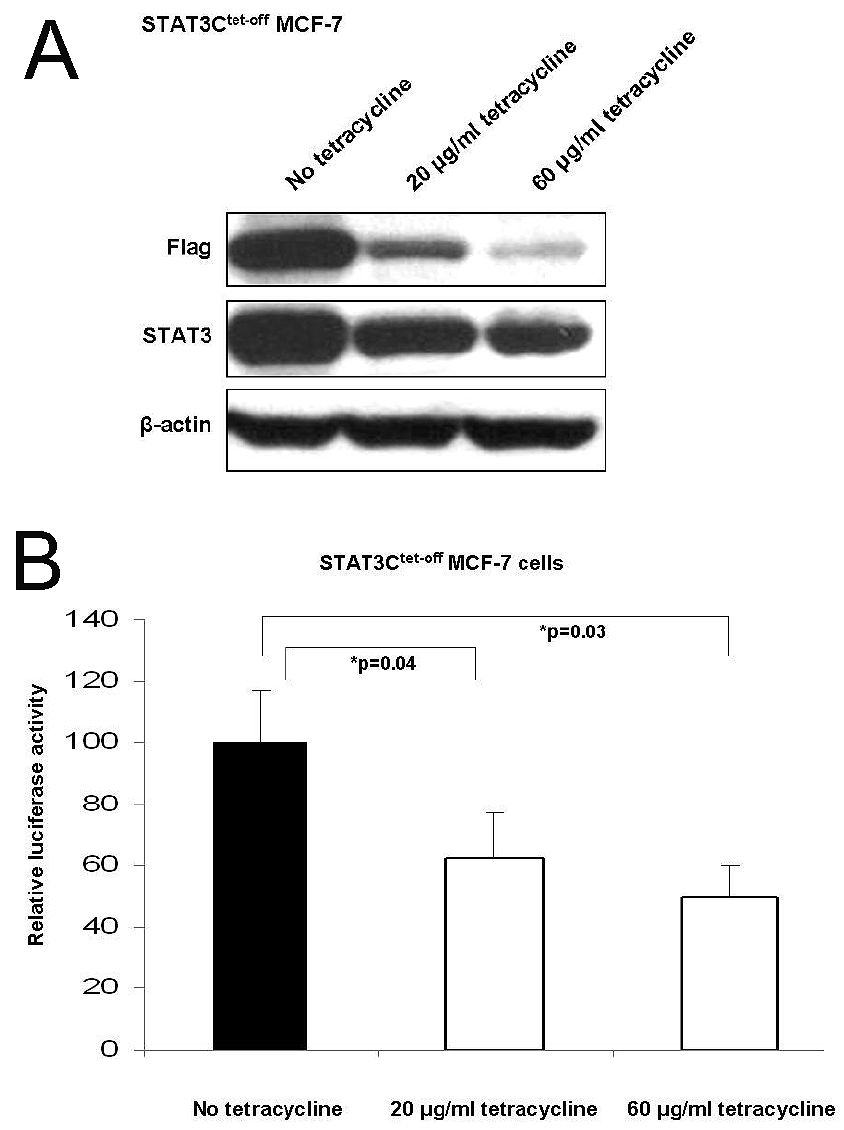 A
STAT3Ctet-off MCF-7
No tetracycline
20 µg/ml tetracycline
60 µg/ml tetracycline
Flag
STAT3
β-actin
B
STAT3Ctet-off MCF-7 cells
Relative luciferase activity
140
120
100
80
60
40
20
0
*p=0.03
*p=0.04
No tetracycline
20 µg/ml tetracycline
60 µg/ml tetracycline